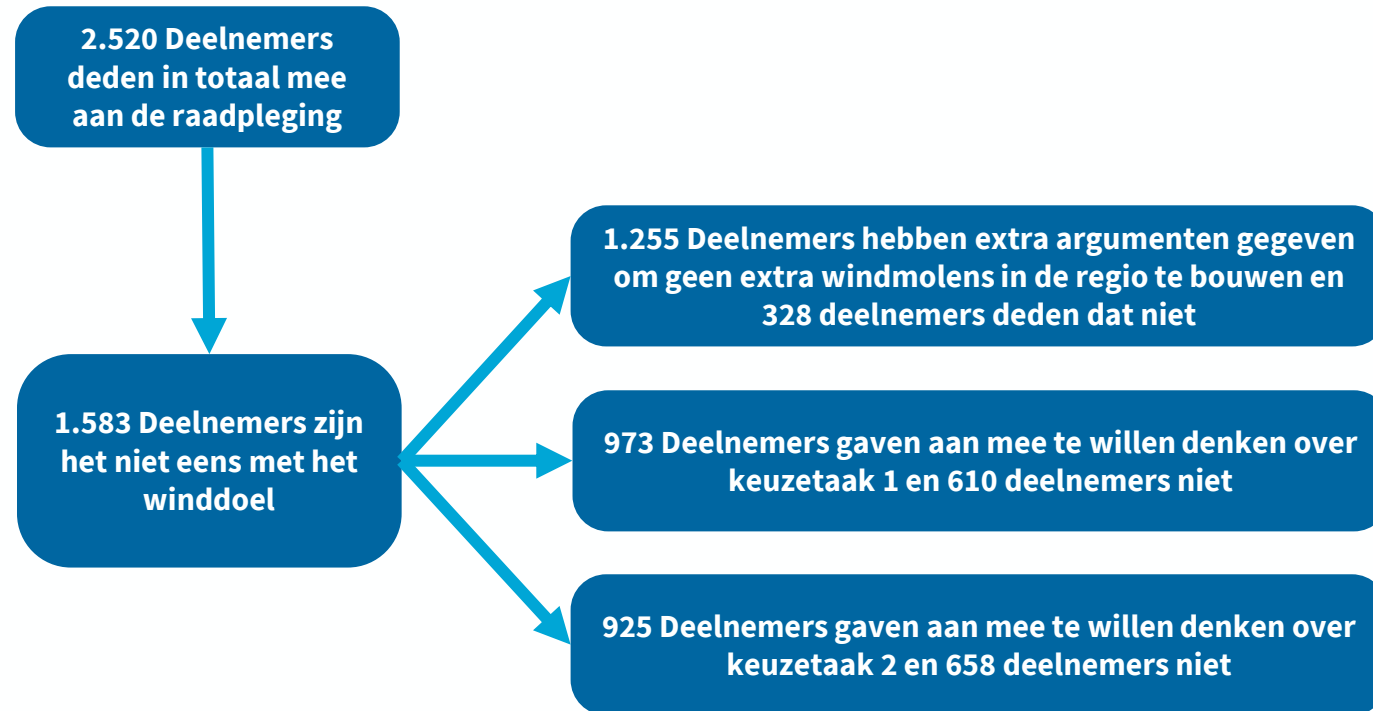 2.520 Deelnemers
deden in totaal mee
aan de raadpleging
1.583 Deelnemers zijn
het niet eens met het
winddoel
1.255 Deelnemers hebben extra argumenten gegeven
om geen extra windmolens in de regio te bouwen en
328 deelnemers deden dat niet
973 Deelnemers gaven aan mee te willen denken over
keuzetaak 1 en 610 deelnemers niet
925 Deelnemers gaven aan mee te willen denken over
keuzetaak 2 en 658 deelnemers niet